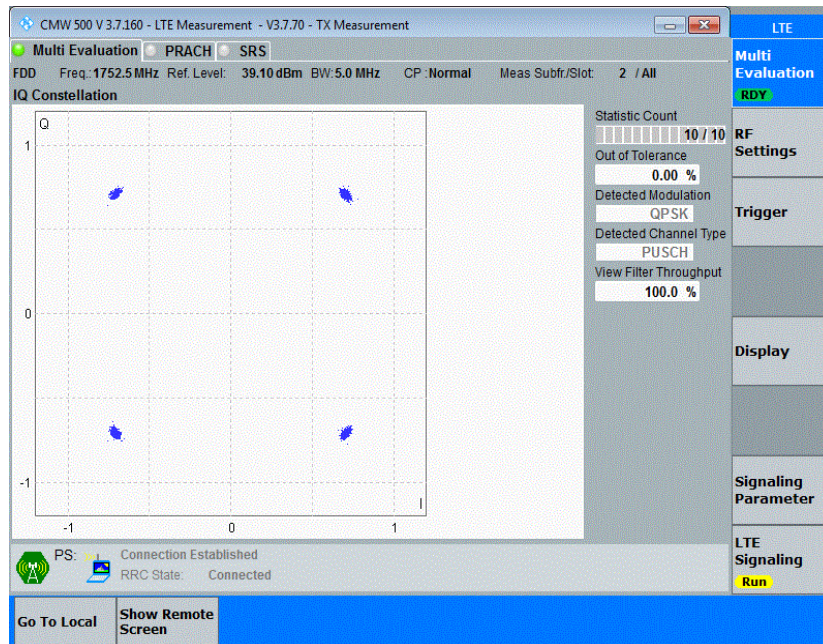 CMW 500 V 3.7.160 - LTE Measurement - V3.7.70 - TX Measurement
LTE
Multi Evaluation PRACH SRS
Multi
Evaluation
RDY
FDD Freq.: 1752.5 MHz Ref. Level: 39.10 dBm BW: 5.0 MHz CP : Normal Meas Subfr./Slot: 2 / All
IQ Constellation
Q
1
0
-1
I
-1 0 1
Statistic Count
10 / 10
Out of Tolerance
0.00 %
Detected Modulation
QPSK
Detected Channel Type
PUSCH
View Filter Throughput
100.0 %
RF
Settings
Trigger
Display
Signaling
Parameter
LTE
Signaling
Run
PS: Connection Established
RRC State: Connected
Go To Local
Show Remote
Screen